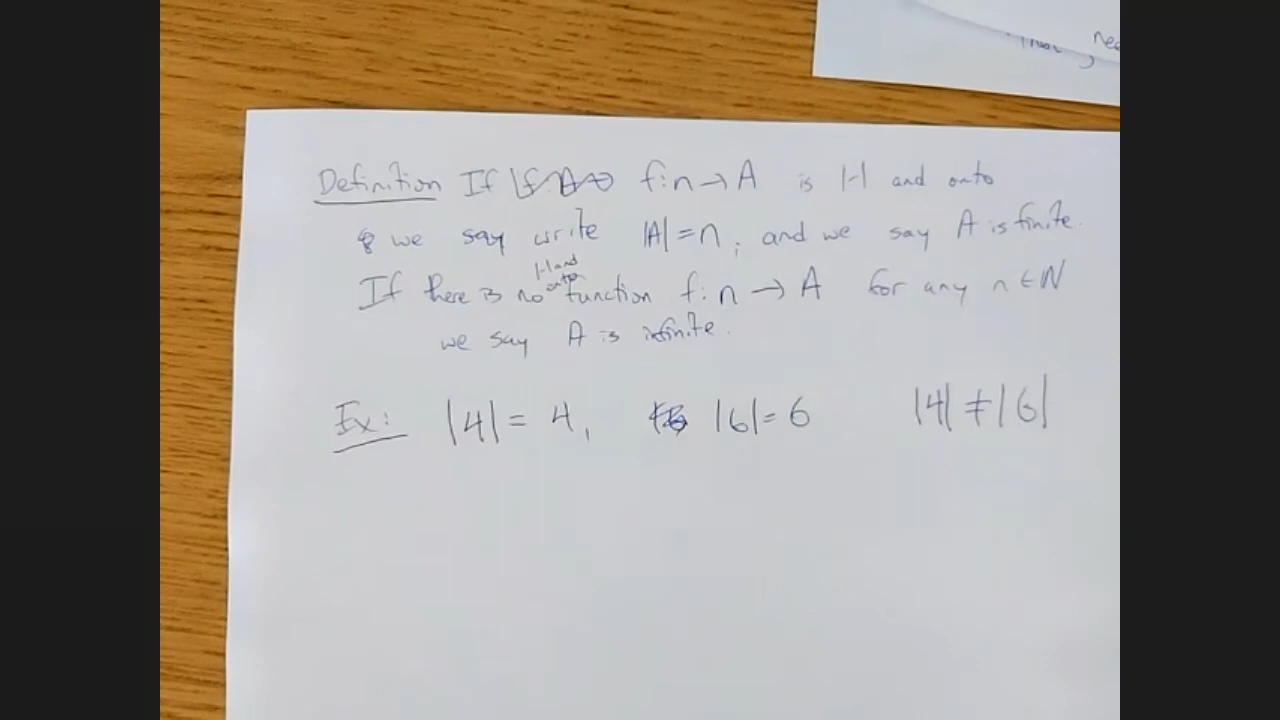 nee
Definition If f:n→A is 1-1 and onto
we say write |A|=n, and we say A is finite.
1-1 and
onto
If there is no function f:n→A for any n∈ℕ
we say A is infinite.
Ex: |4|= 4, |6|=6 |4|≠|6|